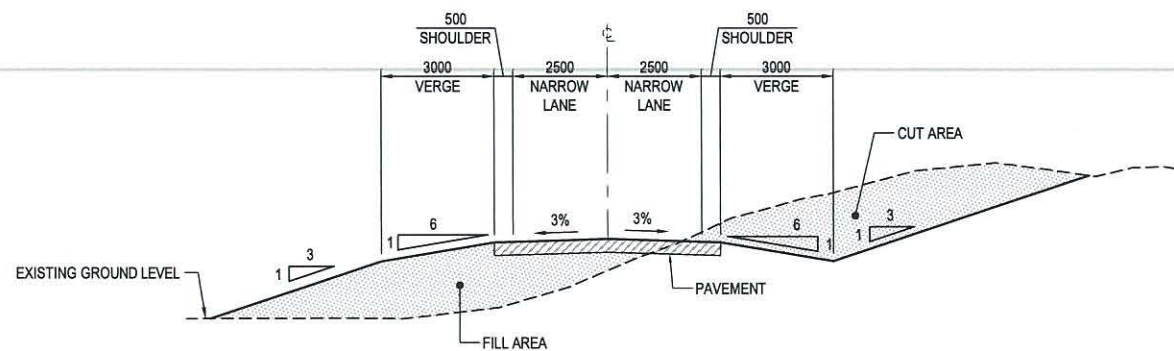 500
SHOULDER
℄
500
SHOULDER
3000
VERGE
2500
NARROW
LANE
2500
NARROW
LANE
3000
VERGE
CUT AREA
3%
3%
6
1
6
1
3
1
3
1
EXISTING GROUND LEVEL
PAVEMENT
FILL AREA